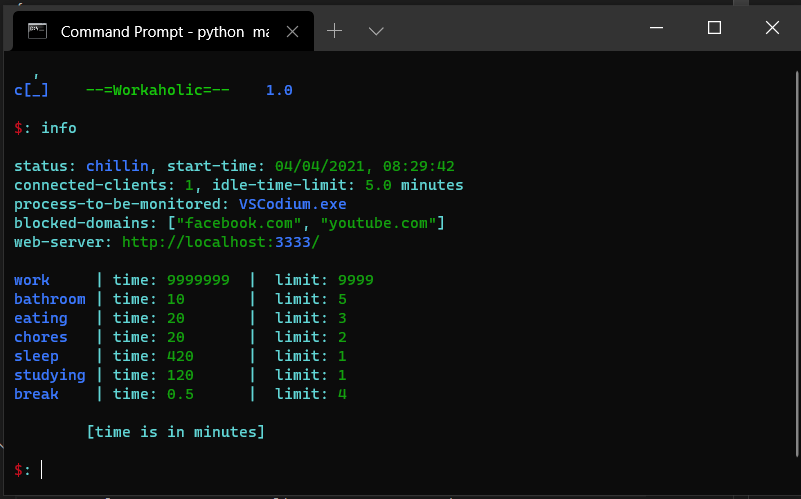 Command Prompt - python ma
,
c[_] --=Workaholic=-- 1.0
$: info
status: chillin, start-time: 04/04/2021, 08:29:42
connected-clients: 1, idle-time-limit: 5.0 minutes
process-to-be-monitored: VSCodium.exe
blocked-domains: ["facebook.com", "youtube.com"]
web-server: http://localhost:3333/
work | time: 9999999 | limit: 9999
bathroom | time: 10 | limit: 5
eating | time: 20 | limit: 3
chores | time: 20 | limit: 2
sleep | time: 420 | limit: 1
studying | time: 120 | limit: 1
break | time: 0.5 | limit: 4
[time is in minutes]
$: